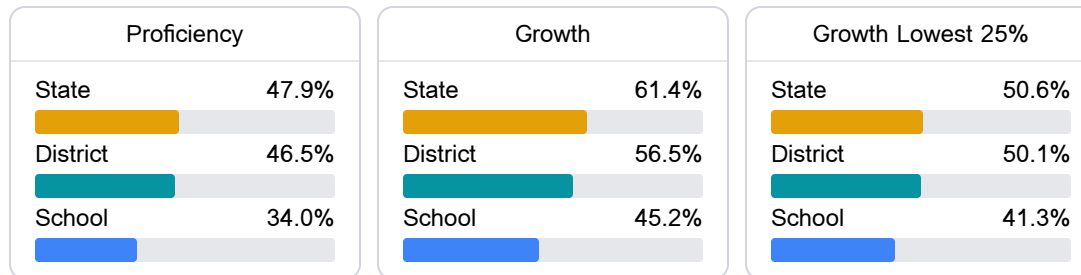 Proficiency
State 47.9%
District 46.5%
School 34.0%
Growth
State 61.4%
District 56.5%
School 45.2%
Growth Lowest 25%
State 50.6%
District 50.1%
School 41.3%